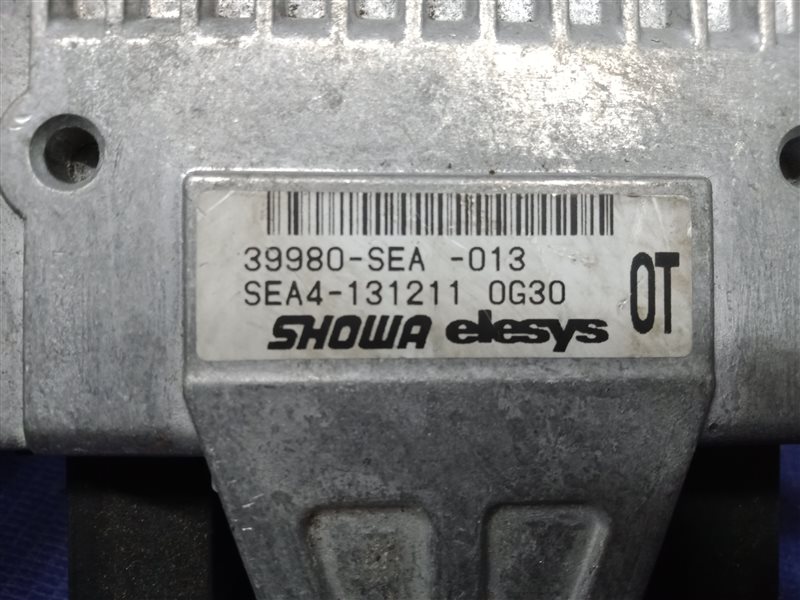 39980-SEA -013
SEA4-131211 0G30
SHOWA elesys
0T